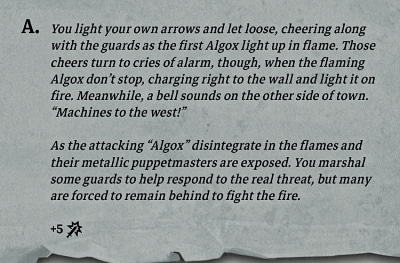 A. You light your own arrows and let loose, cheering along
with the guards as the first Algox light up in flame. Those
cheers turn to cries of alarm, though, when the flaming
Algox don't stop, charging right to the wall and light it on
fire. Meanwhile, a bell sounds on the other side of town.
"Machines to the west!"
As the attacking "Algox" disintegrate in the flames and
their metallic puppetmasters are exposed. You marshal
some guards to help respond to the real threat, but many
are forced to remain behind to fight the fire.
+5